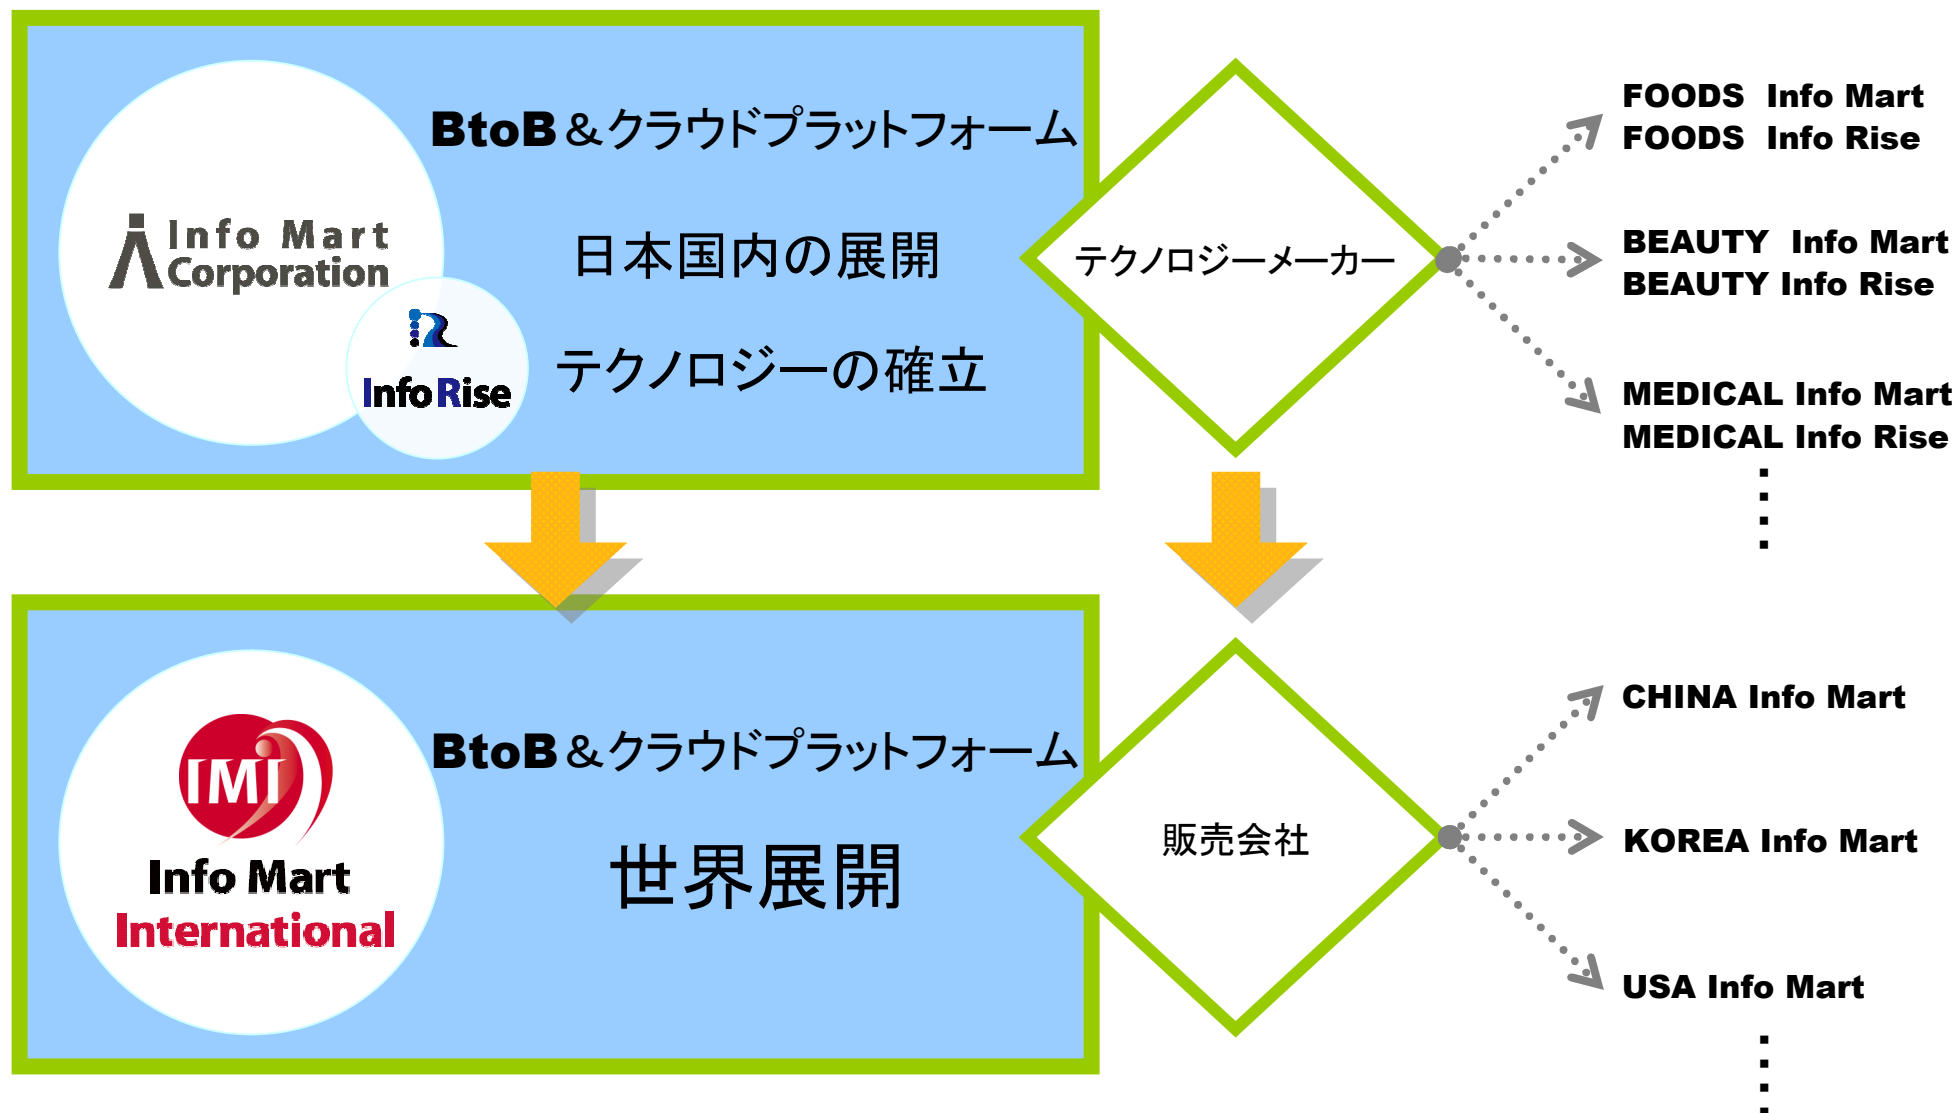 BtoB＆クラウドプラットフォーム
Info Mart
Corporation
日本国内の展開
InfoRise
テクノロジーの確立
テクノロジーメーカー
FOODS Info Mart
FOODS Info Rise
BEAUTY Info Mart
BEAUTY Info Rise
MEDICAL Info Mart
MEDICAL Info Rise
BtoB＆クラウドプラットフォーム
IMI
Info Mart
International
世界展開
販売会社
CHINA Info Mart
KOREA Info Mart
USA Info Mart